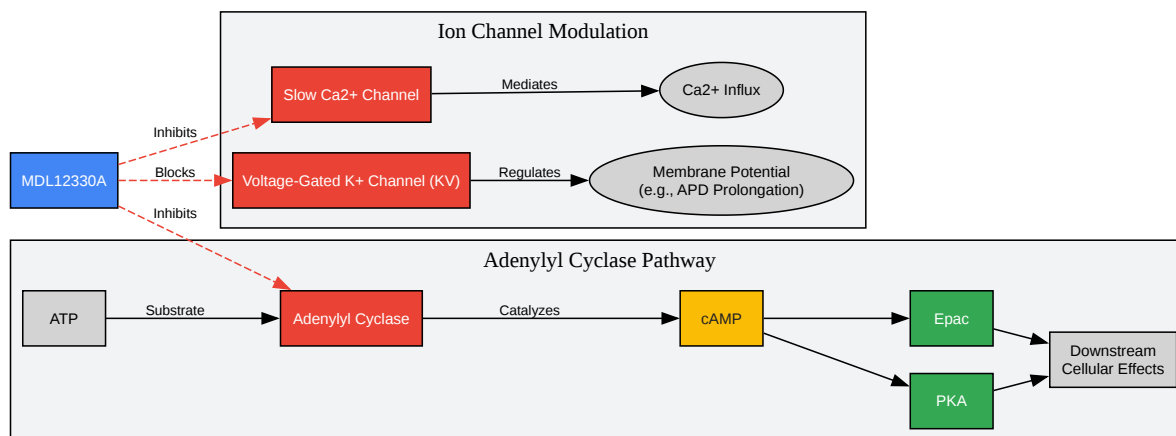 Ion Channel Modulation
Slow Ca2+ Channel
Mediates
Ca2+ Influx
Inhibits
MDL12330A
Blocks
Voltage-Gated K+ Channel (KV)
Regulates
Membrane Potential
(e.g., APD Prolongation)
Inhibits
Adenylyl Cyclase Pathway
ATP
Substrate
Adenylyl Cyclase
Catalyzes
cAMP
Epac
Downstream
Cellular Effects
PKA